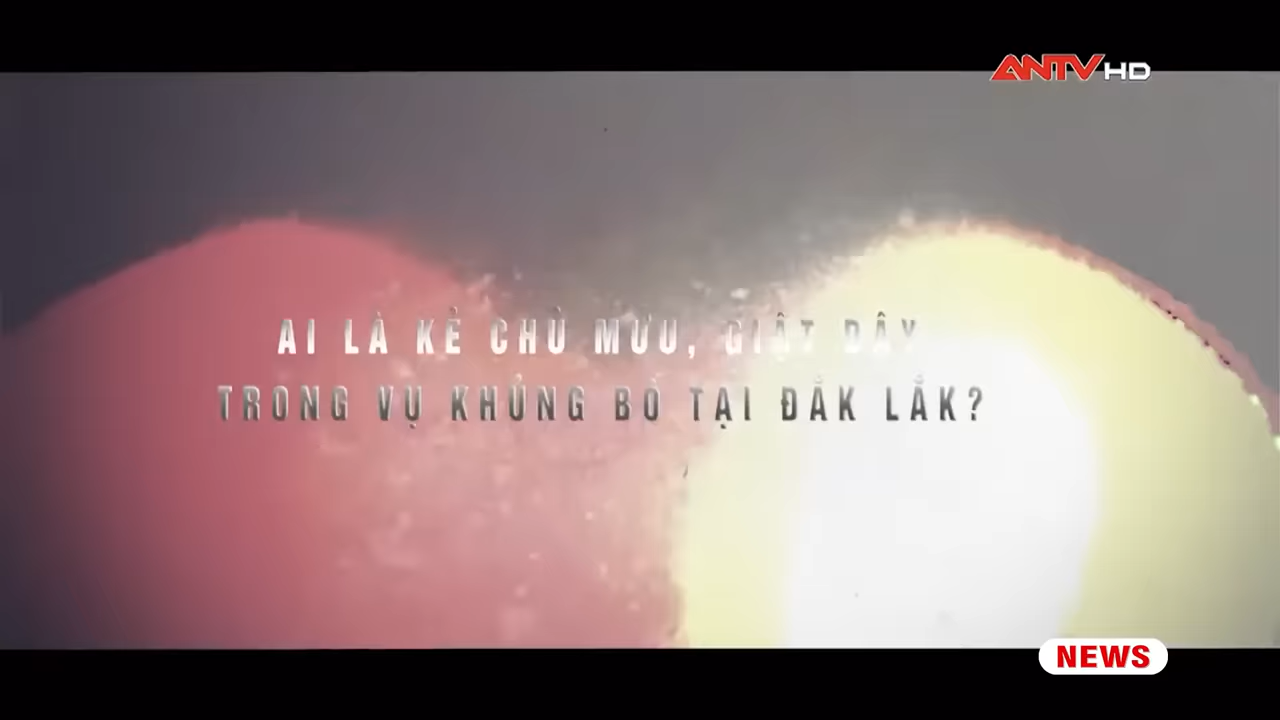 ANTV HD
AI LÀ KẺ CHỦ MƯU, GIẬT DÂY
TRONG VỤ KHỦNG BỐ TẠI ĐẮK LẮK?
NEWS